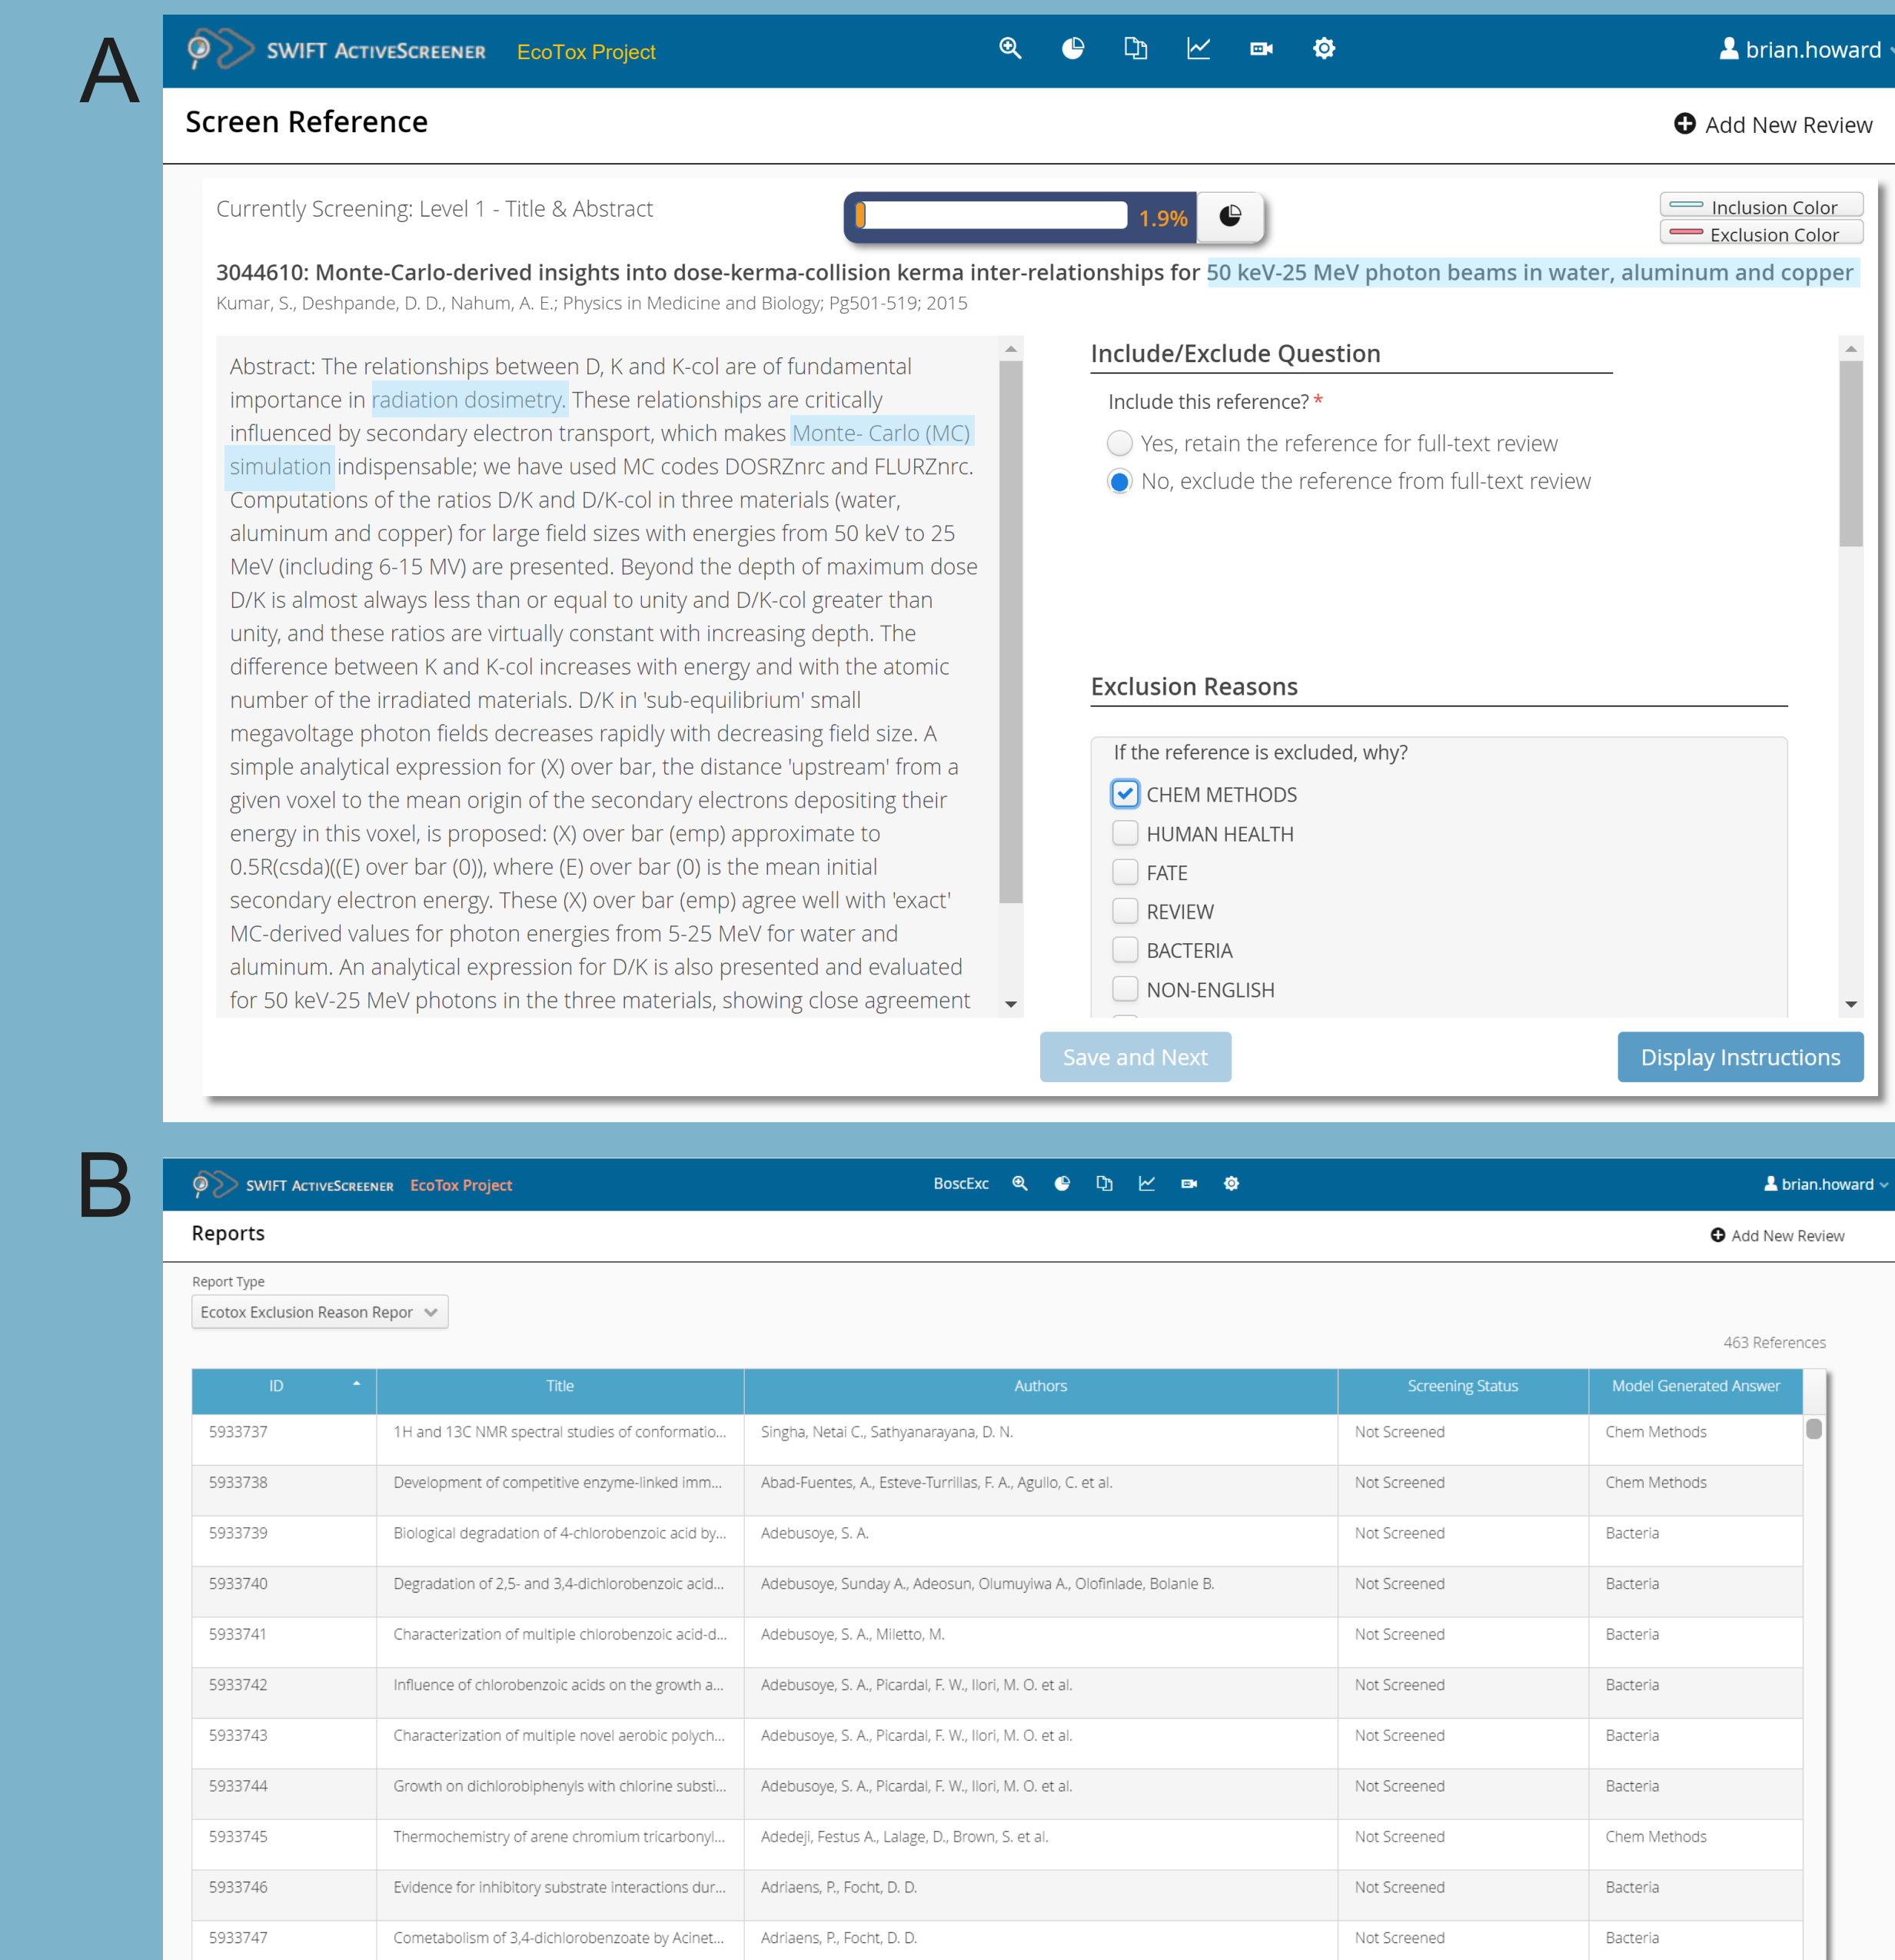 A
SWIFT ACTIVESCREENER EcoTox Project brian.howard
Screen Reference Add New Review
Currently Screening: Level 1 - Title & Abstract 1.9% Inclusion Color
Exclusion Color
3044610: Monte-Carlo-derived insights into dose-kerma-collision kerma inter-relationships for 50 keV-25 MeV photon beams in water, aluminum and copper
Kumar, S., Deshpande, D. D., Nahum, A. E.; Physics in Medicine and Biology; Pg501-519; 2015
Abstract: The relationships between D, K and K-col are of fundamental
importance in radiation dosimetry. These relationships are critically
influenced by secondary electron transport, which makes Monte- Carlo (MC)
simulation indispensable; we have used MC codes DOSRZnrc and FLURZnrc.
Computations of the ratios D/K and D/K-col in three materials (water,
aluminum and copper) for large field sizes with energies from 50 keV to 25
MeV (including 6-15 MV) are presented. Beyond the depth of maximum dose
D/K is almost always less than or equal to unity and D/K-col greater than
unity, and these ratios are virtually constant with increasing depth. The
difference between K and K-col increases with energy and with the atomic
number of the irradiated materials. D/K in 'sub-equilibrium' small
megavoltage photon fields decreases rapidly with decreasing field size. A
simple analytical expression for (X) over bar, the distance 'upstream' from a
given voxel to the mean origin of the secondary electrons depositing their
energy in this voxel, is proposed: (X) over bar (emp) approximate to
0.5R(csda)((E) over bar (0)), where (E) over bar (0) is the mean initial
secondary electron energy. These (X) over bar (emp) agree well with 'exact'
MC-derived values for photon energies from 5-25 MeV for water and
aluminum. An analytical expression for D/K is also presented and evaluated
for 50 keV-25 MeV photons in the three materials, showing close agreement
Include/Exclude Question
Include this reference? *
Yes, retain the reference for full-text review
No, exclude the reference from full-text review
Exclusion Reasons
If the reference is excluded, why?
CHEM METHODS
HUMAN HEALTH
FATE
REVIEW
BACTERIA
NON-ENGLISH
Save and Next Display Instructions
B
SWIFT ACTIVESCREENER EcoTox Project BoscExc brian.howard
Reports Add New Review
Report Type
Ecotox Exclusion Reason Repor
463 References
ID Title Authors Screening Status Model Generated Answer
5933737 1H and 13C NMR spectral studies of conformatio... Singha, Netai C., Sathyanarayana, D. N. Not Screened Chem Methods
5933738 Development of competitive enzyme-linked imm... Abad-Fuentes, A., Esteve-Turrillas, F. A., Agullo, C. et al. Not Screened Chem Methods
5933739 Biological degradation of 4-chlorobenzoic acid by... Adebusoye, S. A. Not Screened Bacteria
5933740 Degradation of 2,5- and 3,4-dichlorobenzoic acid... Adebusoye, Sunday A., Adeosun, Olumuyiwa A., Olofinlade, Bolanle B. Not Screened Bacteria
5933741 Characterization of multiple chlorobenzoic acid-d... Adebusoye, S. A., Miletto, M. Not Screened Bacteria
5933742 Influence of chlorobenzoic acids on the growth a... Adebusoye, S. A., Picardal, F. W., Ilori, M. O. et al. Not Screened Bacteria
5933743 Characterization of multiple novel aerobic polych... Adebusoye, S. A., Picardal, F. W., Ilori, M. O. et al. Not Screened Bacteria
5933744 Growth on dichlorobiphenyls with chlorine substi... Adebusoye, S. A., Picardal, F. W., Ilori, M. O. et al. Not Screened Bacteria
5933745 Thermochemistry of arene chromium tricarbonyl... Adedeji, Festus A., Lalage, D., Brown, S. et al. Not Screened Chem Methods
5933746 Evidence for inhibitory substrate interactions dur... Adriaens, P., Focht, D. D. Not Screened Bacteria
5933747 Cometabolism of 3,4-dichlorobenzoate by Acinet... Adriaens, P., Focht, D. D. Not Screened Bacteria